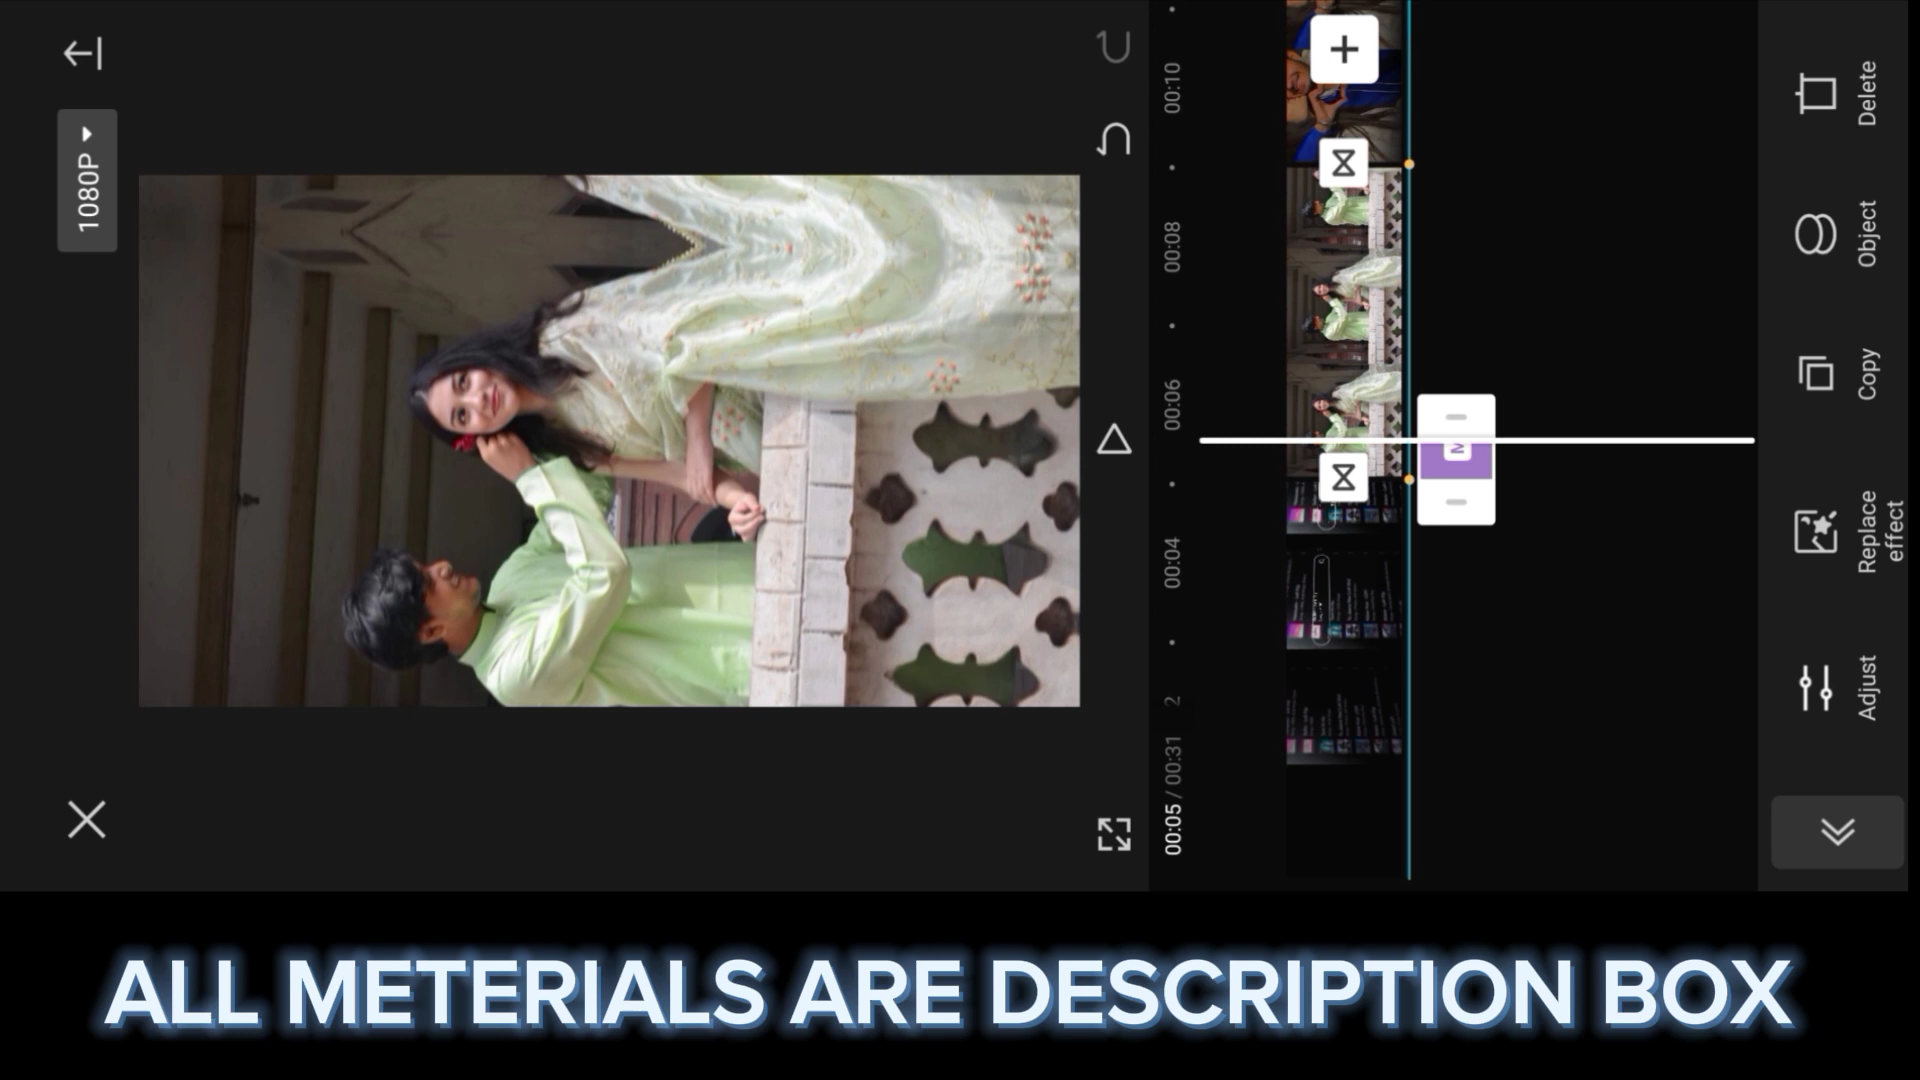 1080P
00:05 / 00:31
2
00:04
00:06
00:08
00:10
M
Adjust
Replace
effect
Copy
Object
Delete
ALL METERIALS ARE DESCRIPTION BOX